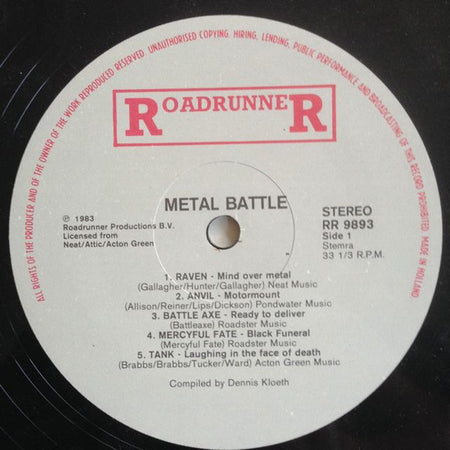 ALL RIGHTS OF THE PRODUCER AND OF THE OWNER OF THE WORK REPRODUCED RESERVED. UNAUTHORISED COPYING, HIRING, LENDING, PUBLIC PERFORMANCE AND BROADCASTING OF THIS RECORD PROHIBITED. MADE IN HOLLAND
ROADRUNNER
METAL BATTLE
℗ 1983
Roadrunner Productions B.V.
Licensed from
Neat/Attic/Acton Green
STEREO
RR 9893
Side 1
Stemra
33 1/3 R.P.M.
1. RAVEN - Mind over metal
(Gallagher/Hunter/Gallagher) Neat Music
2. ANVIL - Motormount
(Allison/Reiner/Lips/Dickson) Pondwater Music
3. BATTLE AXE - Ready to deliver
(Battleaxe) Roadster Music
4. MERCYFUL FATE - Black Funeral
(Mercyful Fate) Roadster Music
5. TANK - Laughing in the face of death
(Brabbs/Brabbs/Tucker/Ward) Acton Green Music
Compiled by Dennis Kloeth